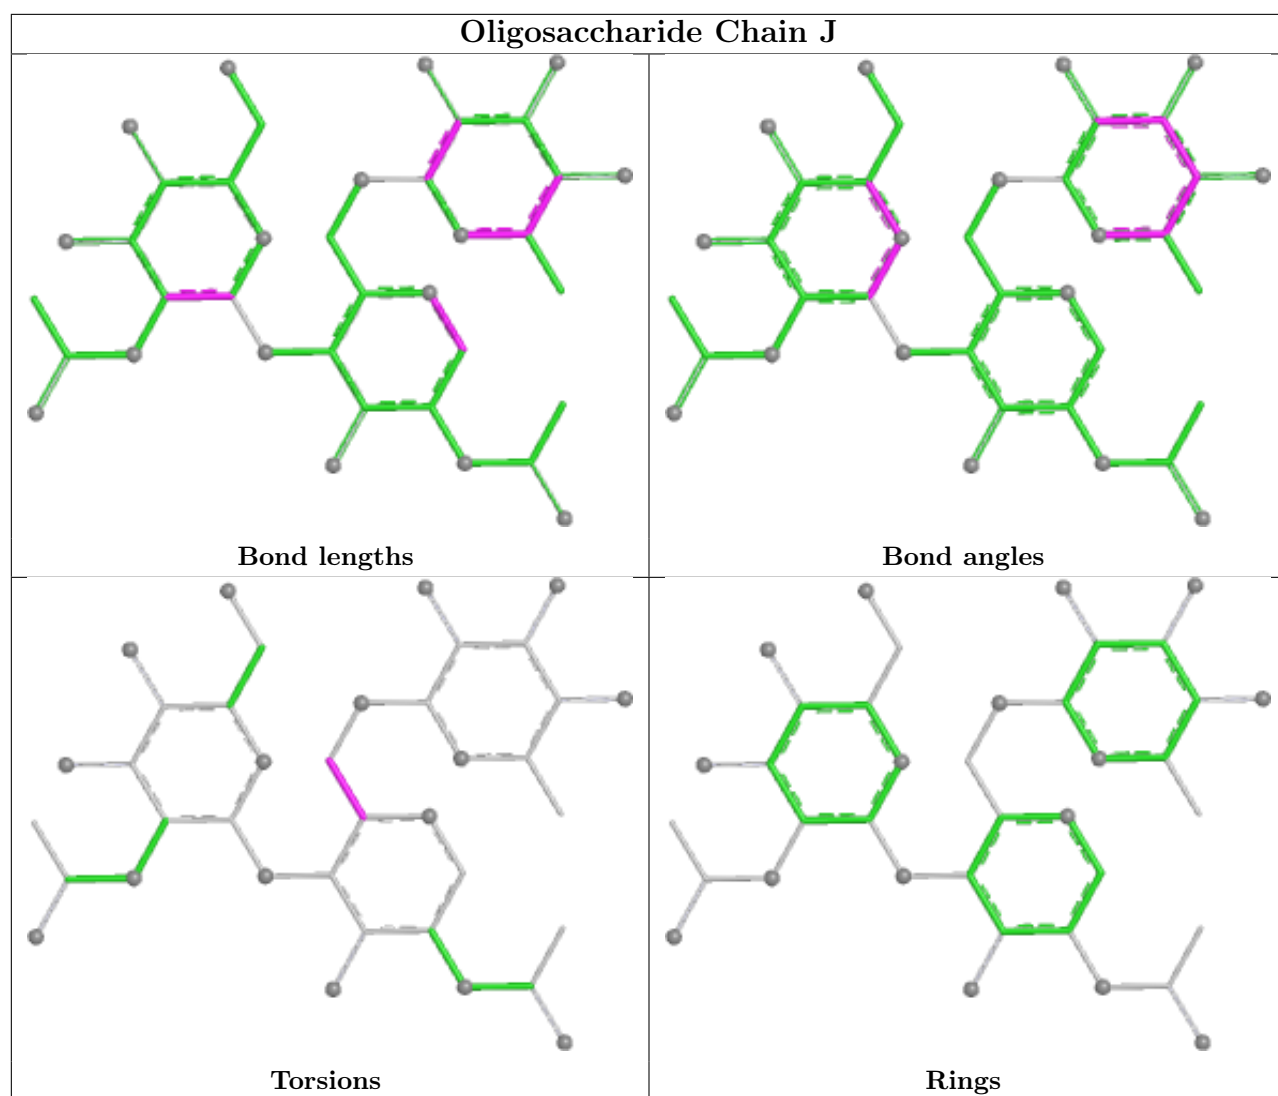 Oligosaccharide Chain J
Bond lengths
Bond angles
Torsions
Rings